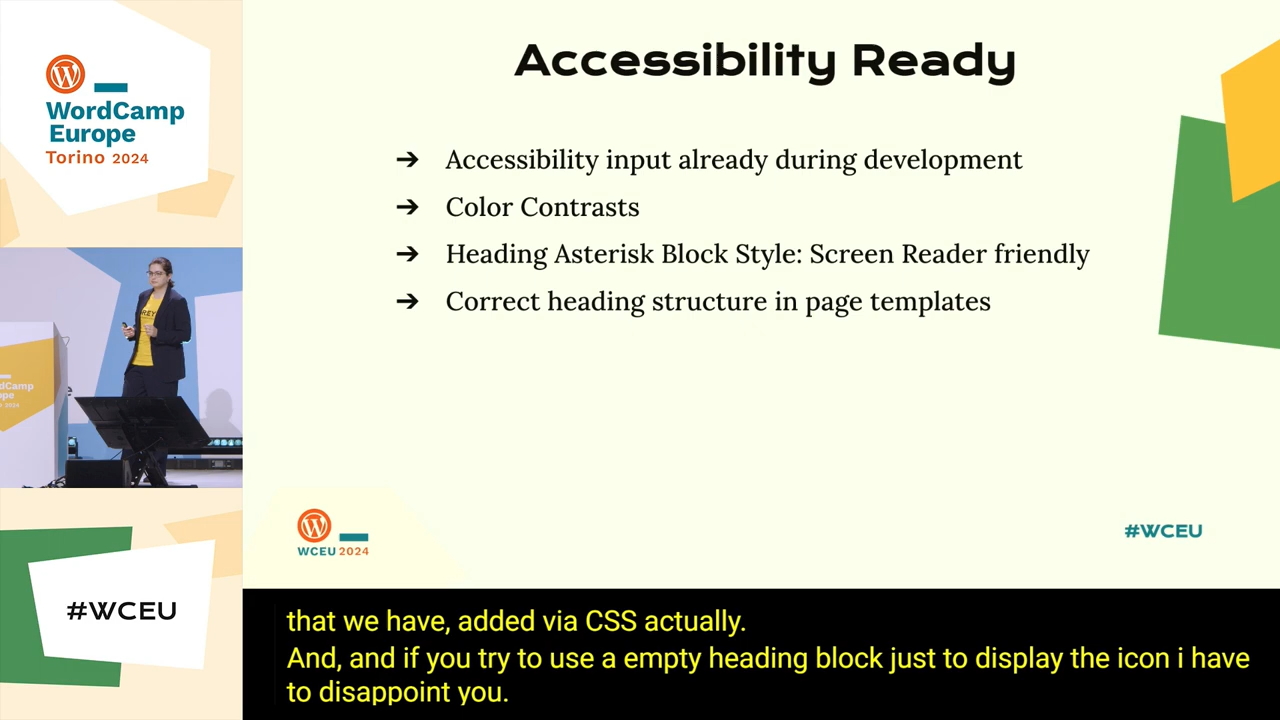 WordCamp
Europe
Torino 2024
Accessibility Ready
➔ Accessibility input already during development
➔ Color Contrasts
➔ Heading Asterisk Block Style: Screen Reader friendly
➔ Correct heading structure in page templates
WCEU 2024
#WCEU
#WCEU
that we have, added via CSS actually.
And, and if you try to use a empty heading block just to display the icon i have
to disappoint you.